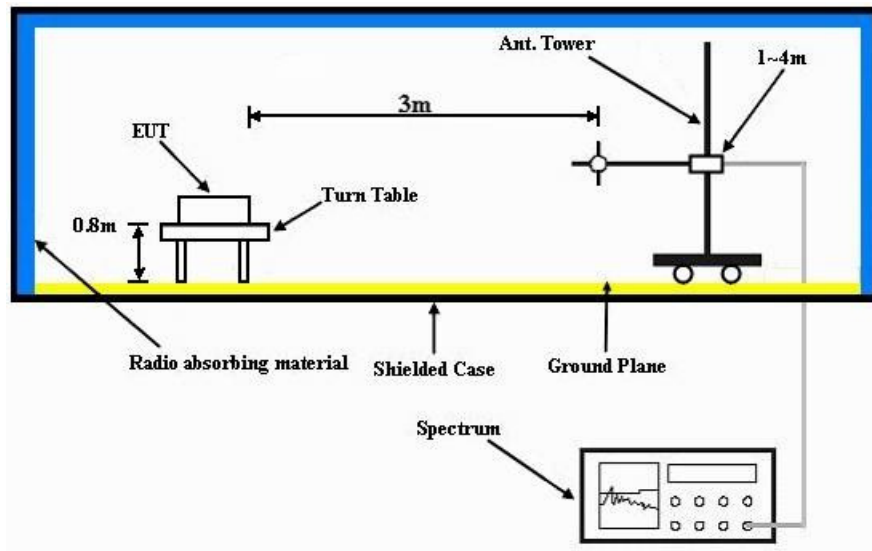 Ant. Tower
1~4m
3m
EUT
Turn Table
0.8m
Radio absorbing material
Shielded Case
Ground Plane
Spectrum